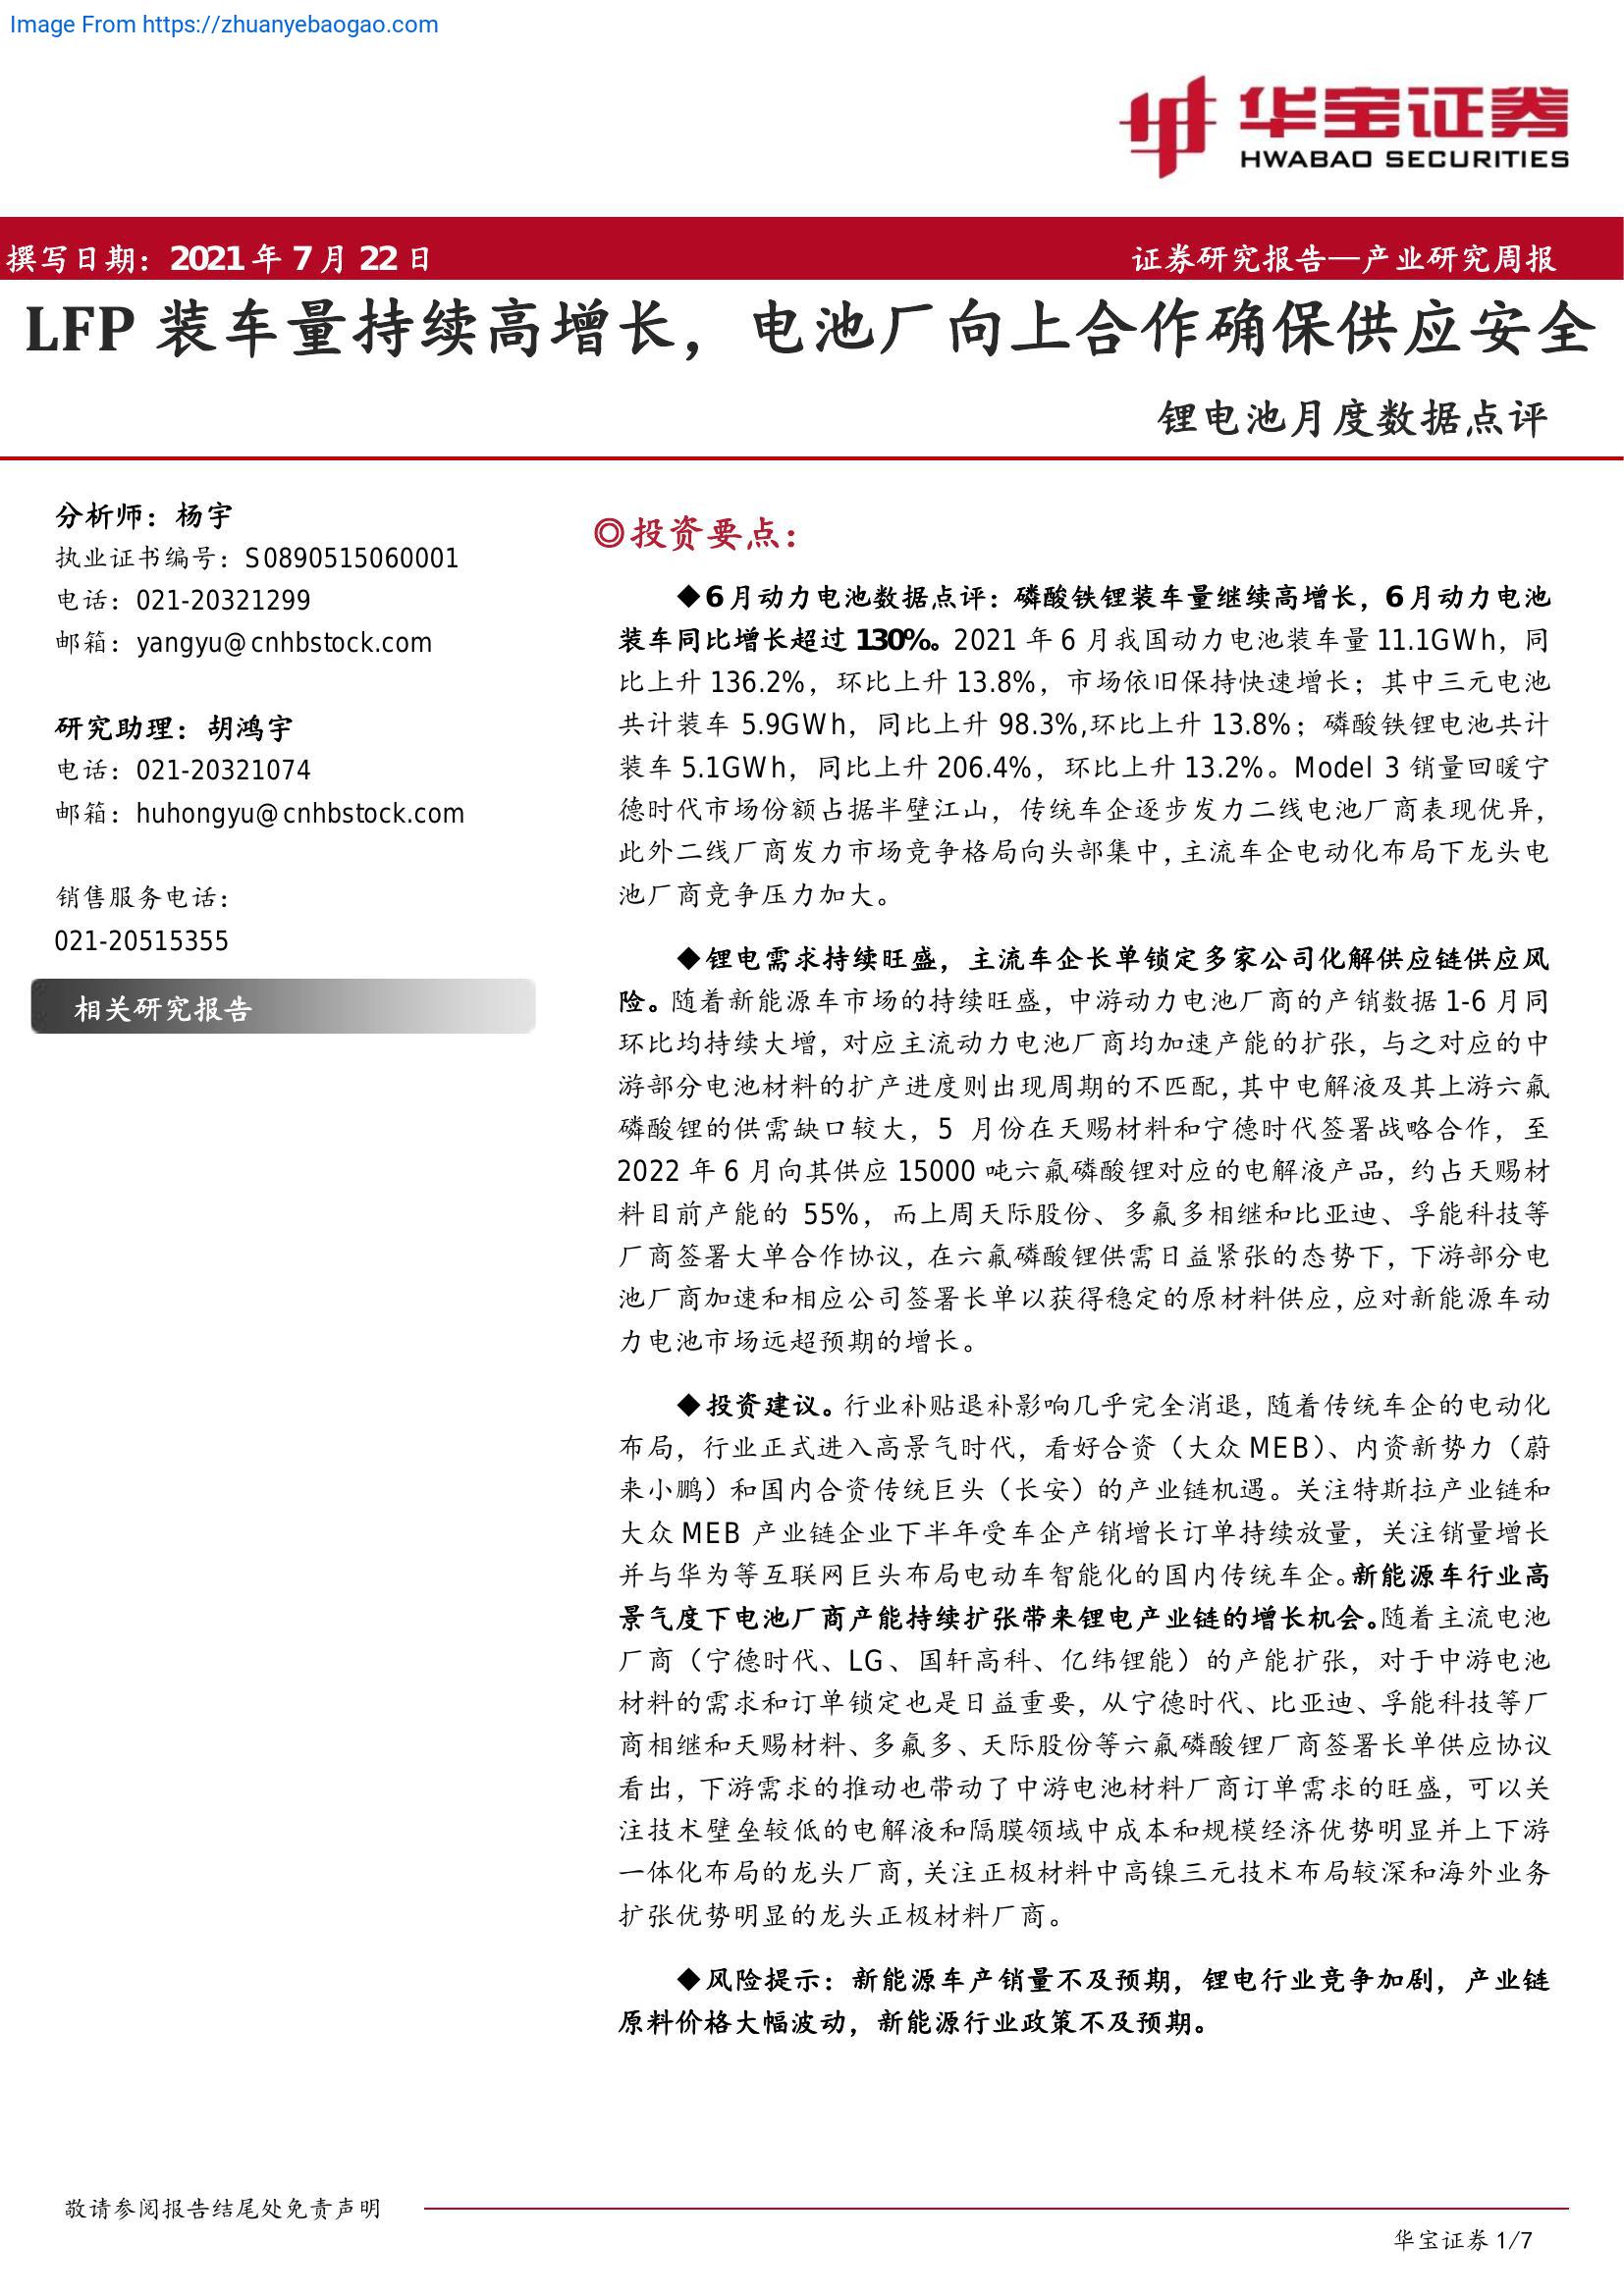 Image From https://zhuanyebaogao.com
华宝证券
HWABAO SECURITIES
撰写日期：2021 年 7 月 22 日
证券研究报告—产业研究周报
LFP 装车量持续高增长，电池厂向上合作确保供应安全
锂电池月度数据点评
分析师：杨宇
执业证书编号：S0890515060001
电话：021-20321299
邮箱：yangyu@cnhbstock.com
研究助理：胡鸿宇
电话：021-20321074
邮箱：huhongyu@cnhbstock.com
销售服务电话：
021-20515355
相关研究报告
◎投资要点：
◆6 月动力电池数据点评：磷酸铁锂装车量继续高增长，6 月动力电池
装车同比增长超过 130%。2021 年 6 月我国动力电池装车量 11.1GWh，同
比上升 136.2%，环比上升 13.8%，市场依旧保持快速增长；其中三元电池
共计装车 5.9GWh，同比上升 98.3%,环比上升 13.8%；磷酸铁锂电池共计
装车 5.1GWh，同比上升 206.4%，环比上升 13.2%。Model 3 销量回暖宁
德时代市场份额占据半壁江山，传统车企逐步发力二线电池厂商表现优异，
此外二线厂商发力市场竞争格局向头部集中，主流车企电动化布局下龙头电
池厂商竞争压力加大。
◆锂电需求持续旺盛，主流车企长单锁定多家公司化解供应链供应风
险。随着新能源车市场的持续旺盛，中游动力电池厂商的产销数据 1-6 月同
环比均持续大增，对应主流动力电池厂商均加速产能的扩张，与之对应的中
游部分电池材料的扩产进度则出现周期的不匹配，其中电解液及其上游六氟
磷酸锂的供需缺口较大，5 月份在天赐材料和宁德时代签署战略合作，至
2022 年 6 月向其供应 15000 吨六氟磷酸锂对应的电解液产品，约占天赐材
料目前产能的 55%，而上周天际股份、多氟多相继和比亚迪、孚能科技等
厂商签署大单合作协议，在六氟磷酸锂供需日益紧张的态势下，下游部分电
池厂商加速和相应公司签署长单以获得稳定的原材料供应，应对新能源车动
力电池市场远超预期的增长。
◆投资建议。行业补贴退补影响几乎完全消退，随着传统车企的电动化
布局，行业正式进入高景气时代，看好合资（大众 MEB）、内资新势力（蔚
来小鹏）和国内合资传统巨头（长安）的产业链机遇。关注特斯拉产业链和
大众 MEB 产业链企业下半年受车企产销增长订单持续放量，关注销量增长
并与华为等互联网巨头布局电动车智能化的国内传统车企。新能源车行业高
景气度下电池厂商产能持续扩张带来锂电产业链的增长机会。随着主流电池
厂商（宁德时代、LG、国轩高科、亿纬锂能）的产能扩张，对于中游电池
材料的需求和订单锁定也是日益重要，从宁德时代、比亚迪、孚能科技等厂
商相继和天赐材料、多氟多、天际股份等六氟磷酸锂厂商签署长单供应协议
看出，下游需求的推动也带动了中游电池材料厂商订单需求的旺盛，可以关
注技术壁垒较低的电解液和隔膜领域中成本和规模经济优势明显并上下游
一体化布局的龙头厂商，关注正极材料中高镍三元技术布局较深和海外业务
扩张优势明显的龙头正极材料厂商。
◆风险提示：新能源车产销量不及预期，锂电行业竞争加剧，产业链
原料价格大幅波动，新能源行业政策不及预期。
敬请参阅报告结尾处免责声明
华宝证券 1/7